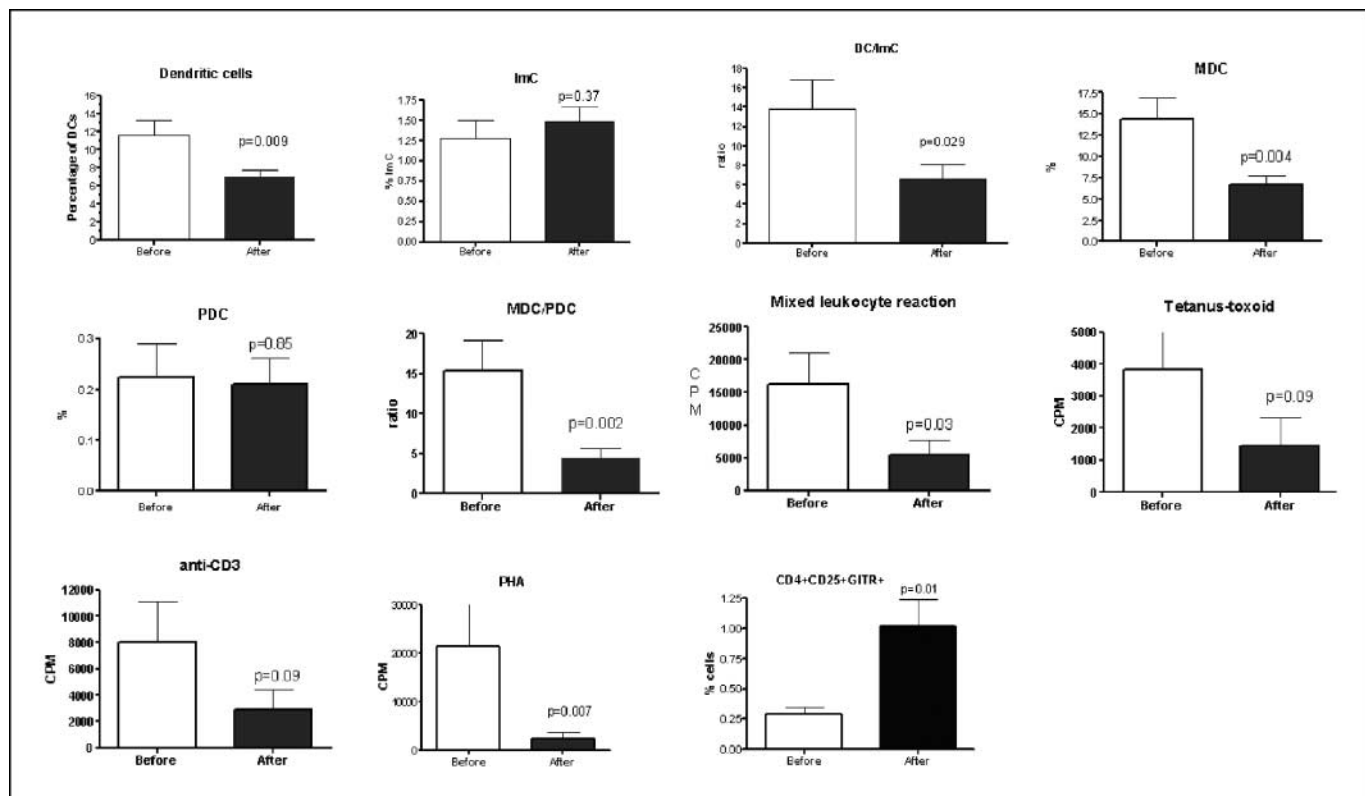 Dendritic cells
Percentage of DCs
16
14
12
10
8
6
4
2
0
p=0.009
Before After
ImC
% Im C
1.75
1.50
1.25
1.00
0.75
0.50
0.25
0.00
p=0.37
Before After
DC/ImC
ratio
18
16
14
12
10
8
6
4
2
0
p=0.029
Before After
MDC
%
17.5
15.0
12.5
10.0
7.5
5.0
2.5
0.0
p=0.004
Before After
PDC
%
0.3
0.2
0.1
0.0
p=0.85
Before After
MDC/PDC
ratio
20
15
10
5
0
p=0.002
Before After
Mixed leukocyte reaction
C
P
M
25000
20000
15000
10000
5000
0
p=0.03
Before After
Tetanus-toxoid
CPM
5000
4000
3000
2000
1000
0
p=0.09
Before After
anti-CD3
CPM
12000
10000
8000
6000
4000
2000
0
p=0.09
Before After
PHA
CPM
30000
20000
10000
0
p=0.007
Before After
CD4+CD25+GITR+
% cells
1.25
1.00
0.75
0.50
0.25
0.00
p=0.01
Before After